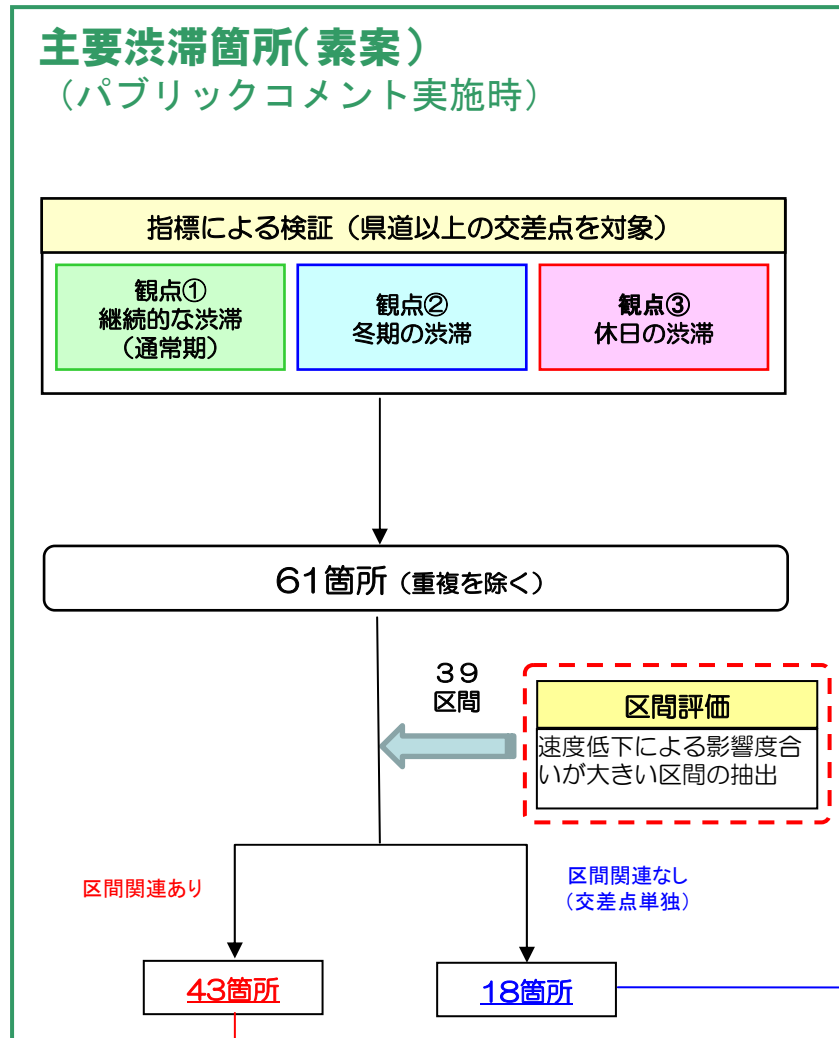 主要渋滞箇所（素案）
（パブリックコメント実施時）
指標による検証（県道以上の交差点を対象）
観点①
継続的な渋滞
（通常期）
観点②
冬期の渋滞
観点③
休日の渋滞
61箇所（重複を除く）
３９
区間
区間評価
速度低下による影響度合
いが大きい区間の抽出
区間関連あり
区間関連なし
（交差点単独）
43箇所
18箇所